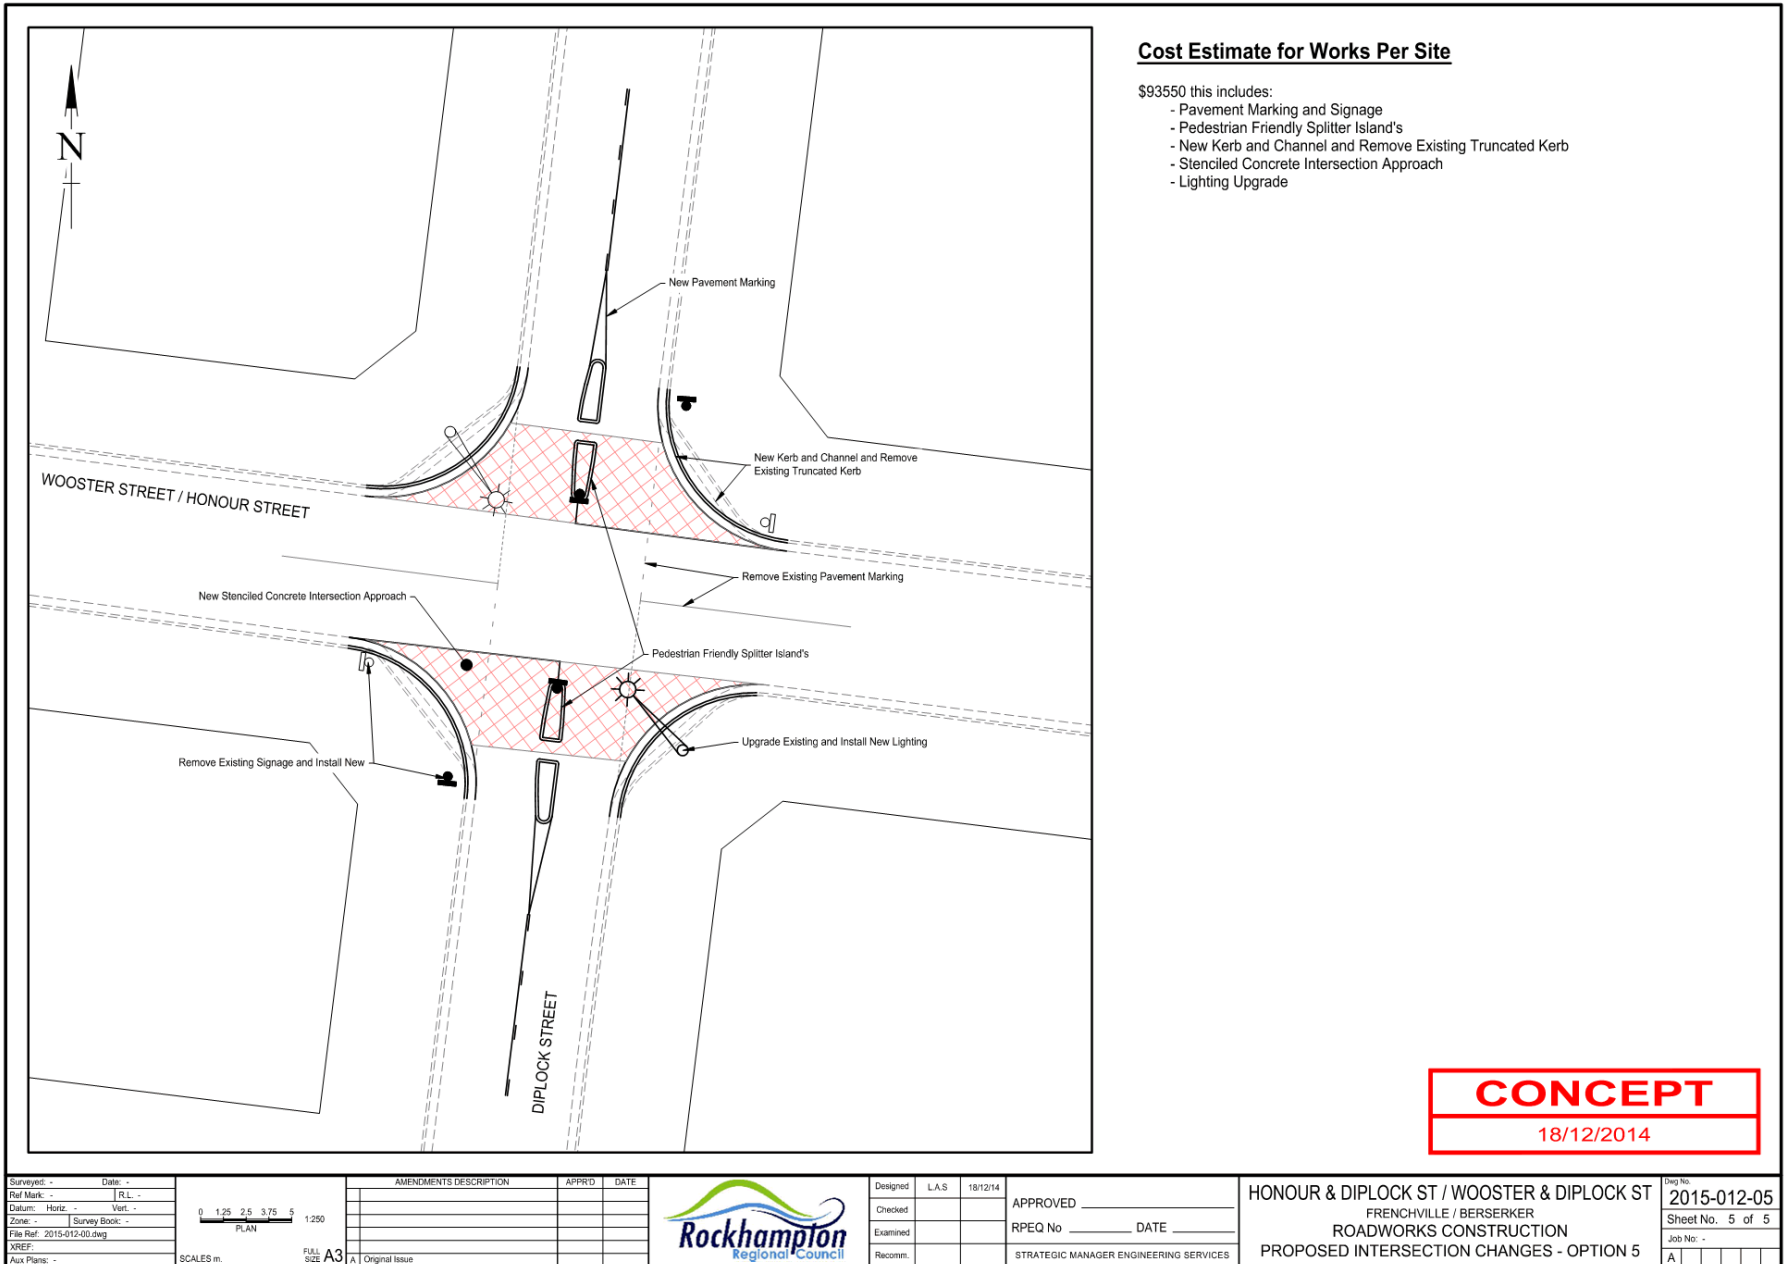 Cost Estimate for Works Per Site
$93550 this includes:
- Pavement Marking and Signage
- Pedestrian Friendly Splitter Island's
- New Kerb and Channel and Remove Existing Truncated Kerb
- Stenciled Concrete Intersection Approach
- Lighting Upgrade
N
New Pavement Marking
New Kerb and Channel and Remove
Existing Truncated Kerb
WOOSTER STREET / HONOUR STREET
Remove Existing Pavement Marking
New Stenciled Concrete Intersection Approach
Pedestrian Friendly Splitter Island's
Upgrade Existing and Install New Lighting
Remove Existing Signage and Install New
DIPLOCK STREET
CONCEPT
18/12/2014
Surveyed: - Date: -
Ref Mark: - R.L. -
Datum: Horiz. - Vert. -
Zone: - Survey Book: -
File Ref: 2015-012-00.dwg
XREF:
Aux Plans: -
0 1.25 2.5 3.75 5 1:250
PLAN
SCALES m. FULL SIZE A3
AMENDMENTS DESCRIPTION APPR'D DATE
A Original Issue
Rockhampton
Regional Council
Designed L.A.S 18/12/14
Checked
Examined
Recomm.
APPROVED
RPEQ No DATE
STRATEGIC MANAGER ENGINEERING SERVICES
HONOUR & DIPLOCK ST / WOOSTER & DIPLOCK ST
FRENCHVILLE / BERSERKER
ROADWORKS CONSTRUCTION
PROPOSED INTERSECTION CHANGES - OPTION 5
Dwg No.
2015-012-05
Sheet No. 5 of 5
Job No: -
A